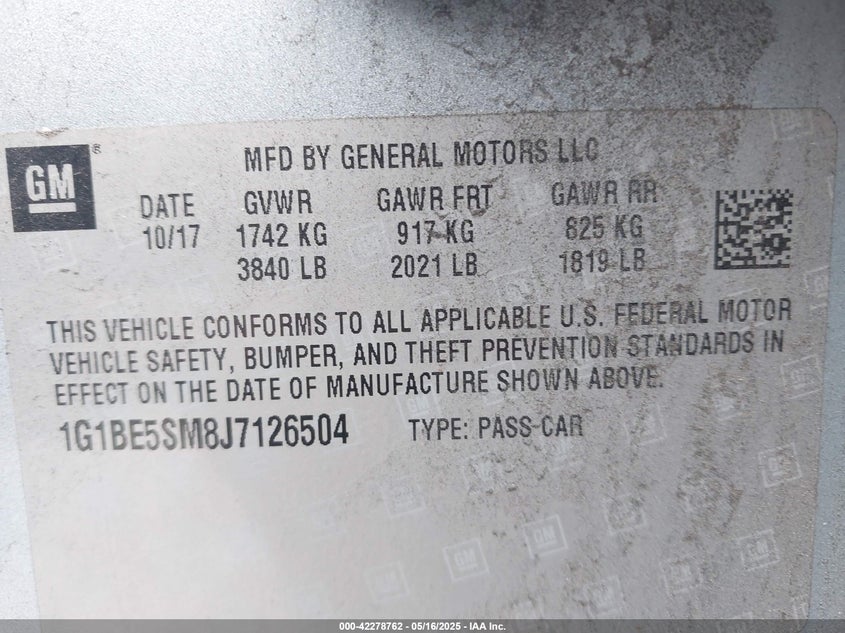 GM®
MFD BY GENERAL MOTORS LLC
DATE GVWR GAWR FRT GAWR RR
10/17 1742 KG 917 KG 825 KG
3840 LB 2021 LB 1819 LB
THIS VEHICLE CONFORMS TO ALL APPLICABLE U.S. FEDERAL MOTOR
VEHICLE SAFETY, BUMPER, AND THEFT PREVENTION STANDARDS IN
EFFECT ON THE DATE OF MANUFACTURE SHOWN ABOVE.
1G1BE5SM8J7126504 TYPE: PASS CAR
000-42278762 - 05/16/2025 - IAA Inc.